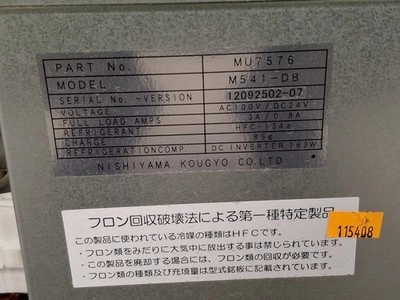 PART No. MU7576
MODEL M541-DB
SERIAL No. -VERSION 12092502-07
VOLTAGE AC100V/DC24V
FULL LOAD AMPS 3A/0.8A
REFRIGERANT HFC-134a
CHARGE 85g
REFRIGERATIONCOMP DC INVERTER 163W
NISHIYAMA KOUGYO CO.LTD
フロン回収破壊法による第一種特定製品
この製品に使われている冷媒の種類はHFCです。
・フロン類をみだりに大気中に放出する事は禁じられています。
・この製品を廃却する場合には、フロン類の回収が必要です。
・フロン類の種類及び充填量は型式銘板に記載されています。
115408